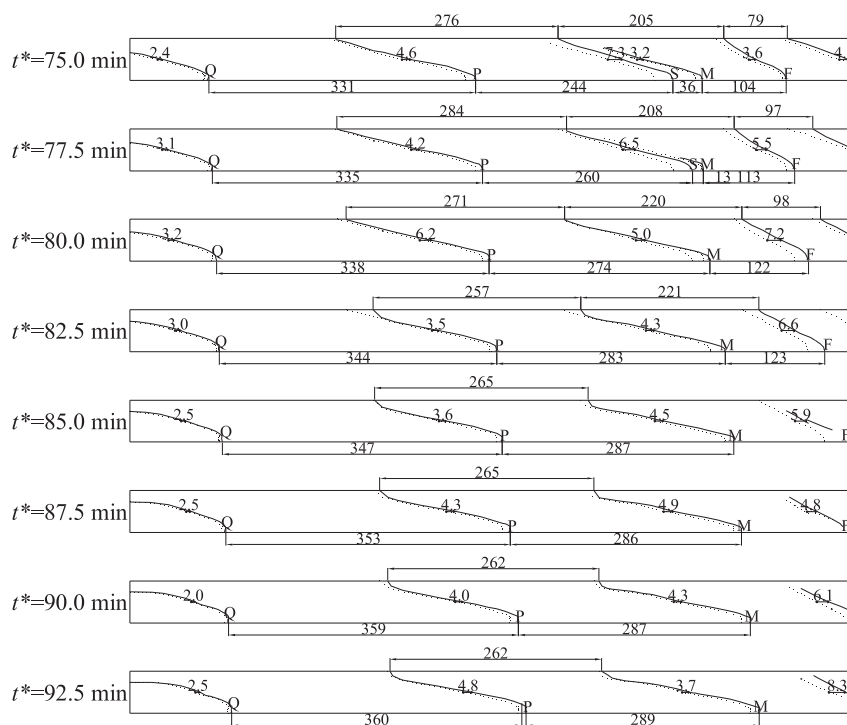 276 205 79
t*=75.0 min 2.4 Q 4.6 P 7.3 3.2 S M 3.6 F 4.
331 244 36 104
284 208 97
t*=77.5 min 3.1 Q 4.2 P 6.5 S M 5.5 F
335 260 13 113
271 220 98
t*=80.0 min 3.2 Q 6.2 P 5.0 M 7.2 F
338 274 122
257 221
t*=82.5 min 3.0 Q 3.5 P 4.3 M 6.6 F
344 283 123
265
t*=85.0 min 2.5 Q 3.6 P 4.5 M 5.9 F
347 287
265
t*=87.5 min 2.5 Q 4.3 P 4.9 M 4.8 F
353 286
262
t*=90.0 min 2.0 Q 4.0 P 4.3 M 6.1
359 287
262
t*=92.5 min 2.5 Q 4.8 P 3.7 M 8.3
360 289